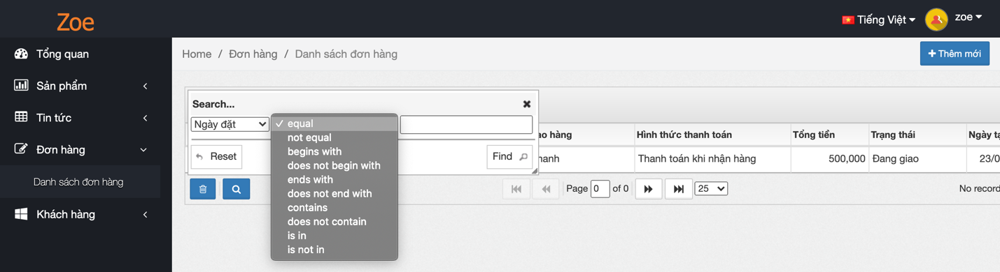 Zoe
Tiếng Việt
zoe
Tổng quan
Sản phẩm
Tin tức
Đơn hàng
Danh sách đơn hàng
Khách hàng
Home / Đơn hàng / Danh sách đơn hàng
Thêm mới
Search...
Ngày đặt
equal
not equal
begins with
does not begin with
ends with
does not end with
contains
does not contain
is in
is not in
Reset
Find
hàng Hình thức thanh toán Tổng tiền Trạng thái Ngày
Thanh toán khi nhận hàng 500,000 Đang giao 23/0
Page 0 of 0 25 No record